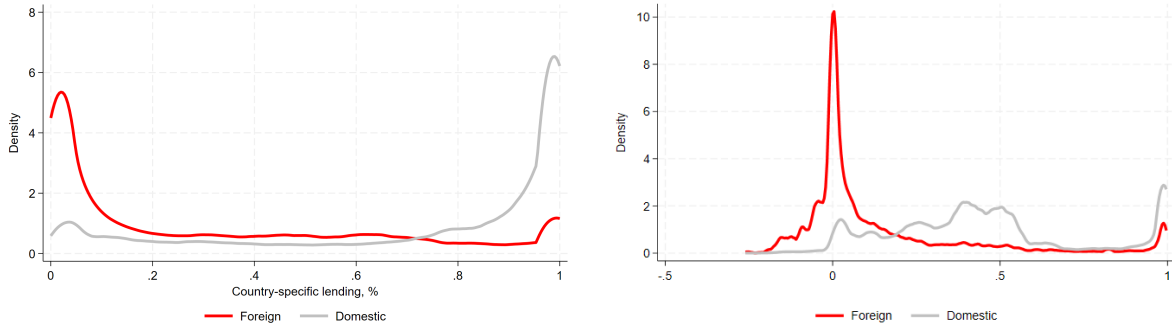 8
6
4
2
0
Density
0 .2 .4 .6 .8 1
Country-specific lending, %
Foreign Domestic
10
8
6
4
2
0
Density
-.5 0 .5 1
Foreign Domestic